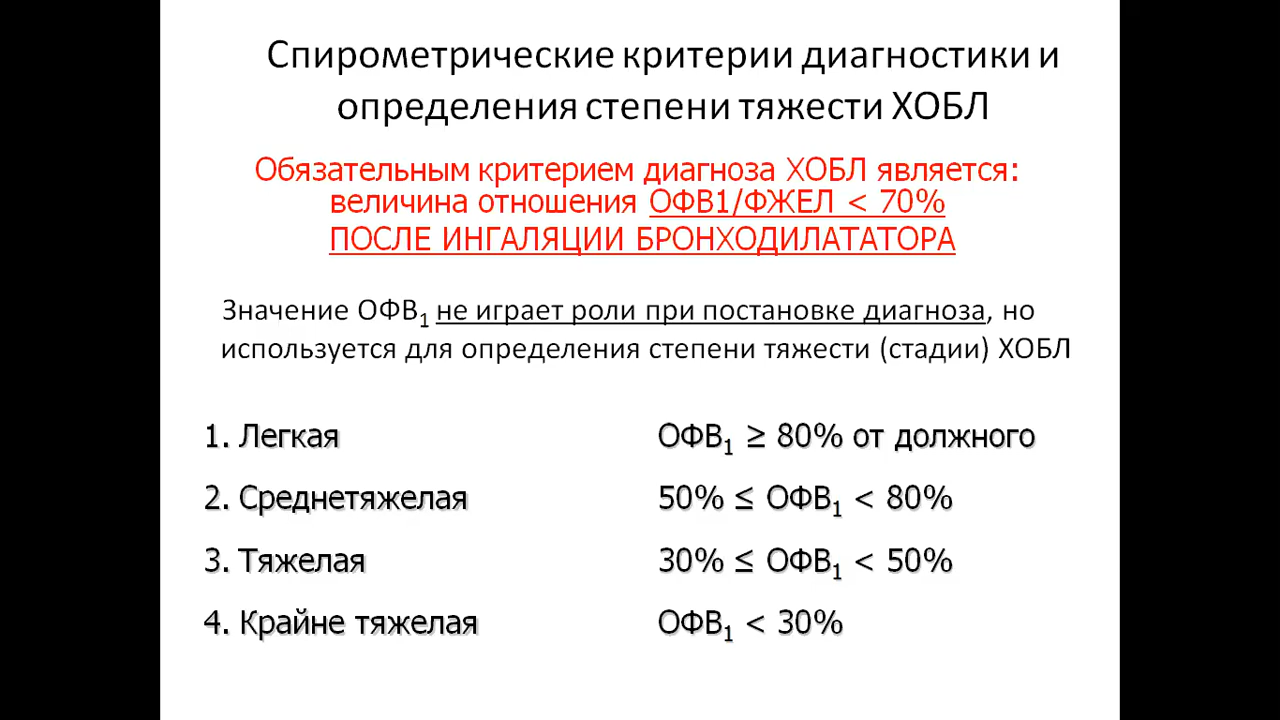 Спирометрические критерии диагностики и
определения степени тяжести ХОБЛ
Обязательным критерием диагноза ХОБЛ является:
величина отношения ОФВ1/ФЖЕЛ < 70%
ПОСЛЕ ИНГАЛЯЦИИ БРОНХОДИЛАТАТОРА
Значение ОФВ1 не играет роли при постановке диагноза, но
используется для определения степени тяжести (стадии) ХОБЛ
1. Легкая ОФВ1 ≥ 80% от должного
2. Среднетяжелая 50% ≤ ОФВ1 < 80%
3. Тяжелая 30% ≤ ОФВ1 < 50%
4. Крайне тяжелая ОФВ1 < 30%